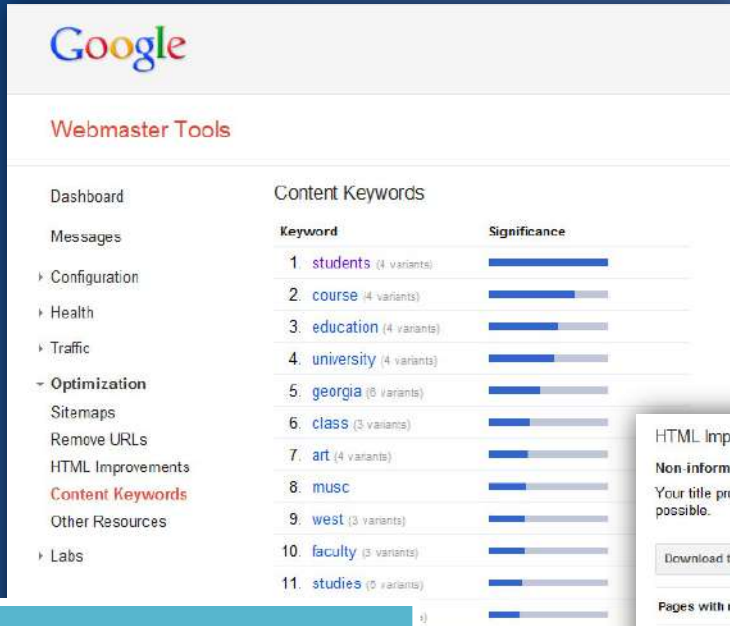 Google
Webmaster Tools
Dashboard
Messages
Configuration
Health
Traffic
Optimization
Sitemaps
Remove URLs
HTML Improvements
Content Keywords
Other Resources
Labs
Content Keywords
Keyword Significance
1. students (4 variants)
2. course (4 variants)
3. education (4 variants)
4. university (4 variants)
5. georgia (6 variants)
6. class (3 variants)
7. art (4 variants)
8. musc
9. west (3 variants)
10. faculty (3 variants)
11. studies (6 variants)
HTML Imp
Non-inform
Your title pr
possible.
Download t
Pages with